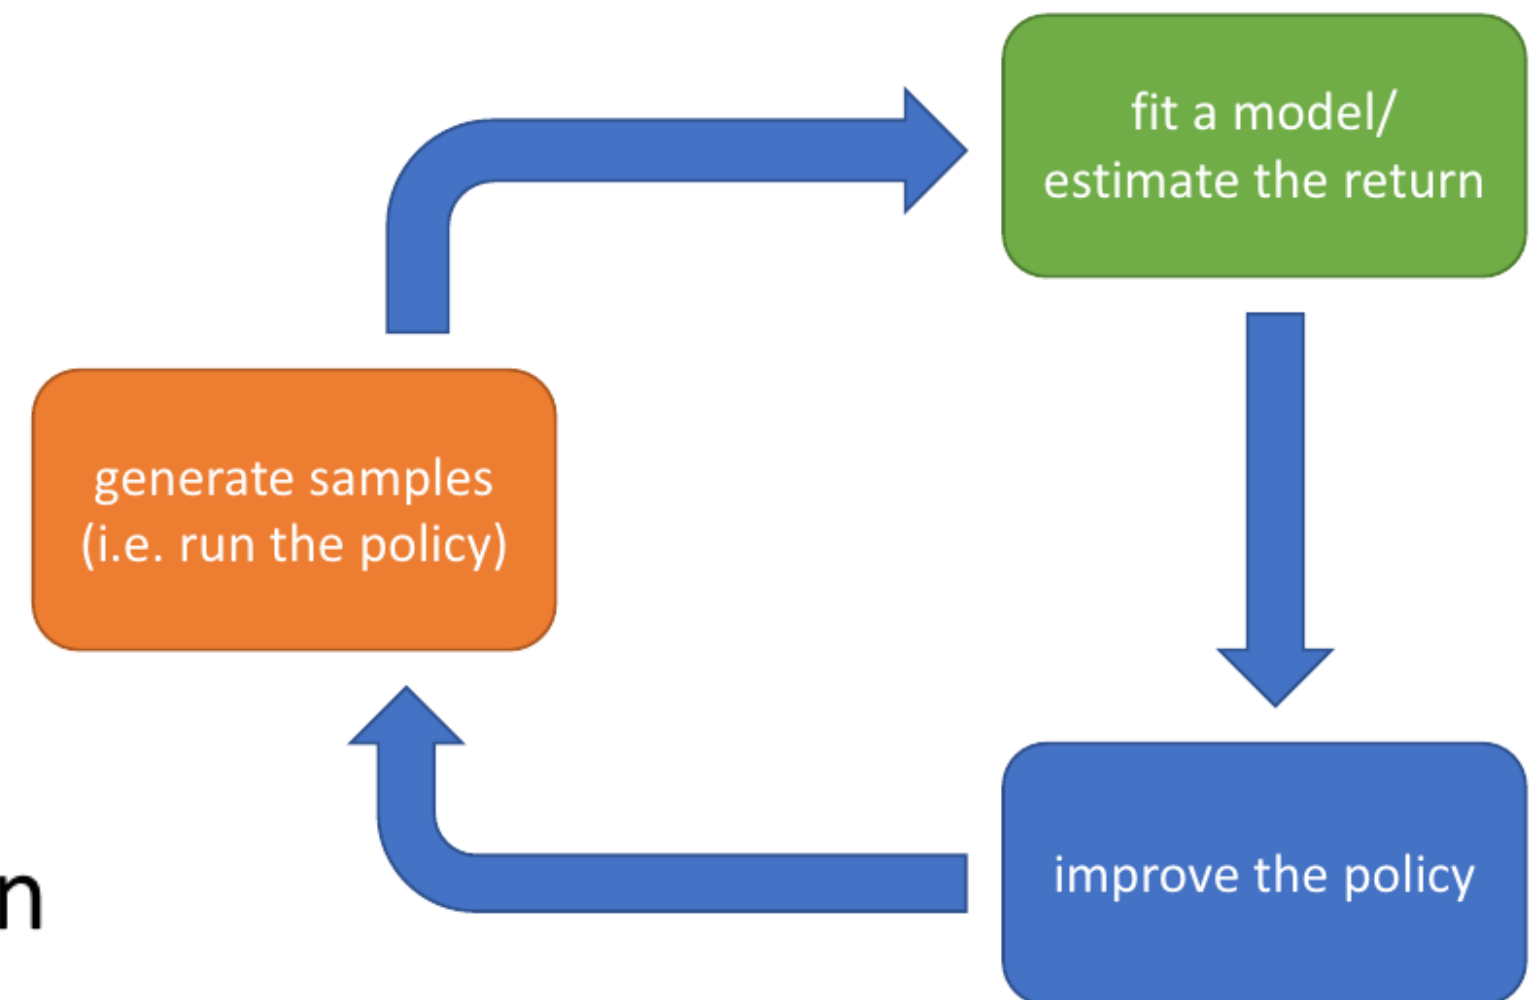 fit a model/
estimate the return
generate samples
(i.e. run the policy)
improve the policy
n